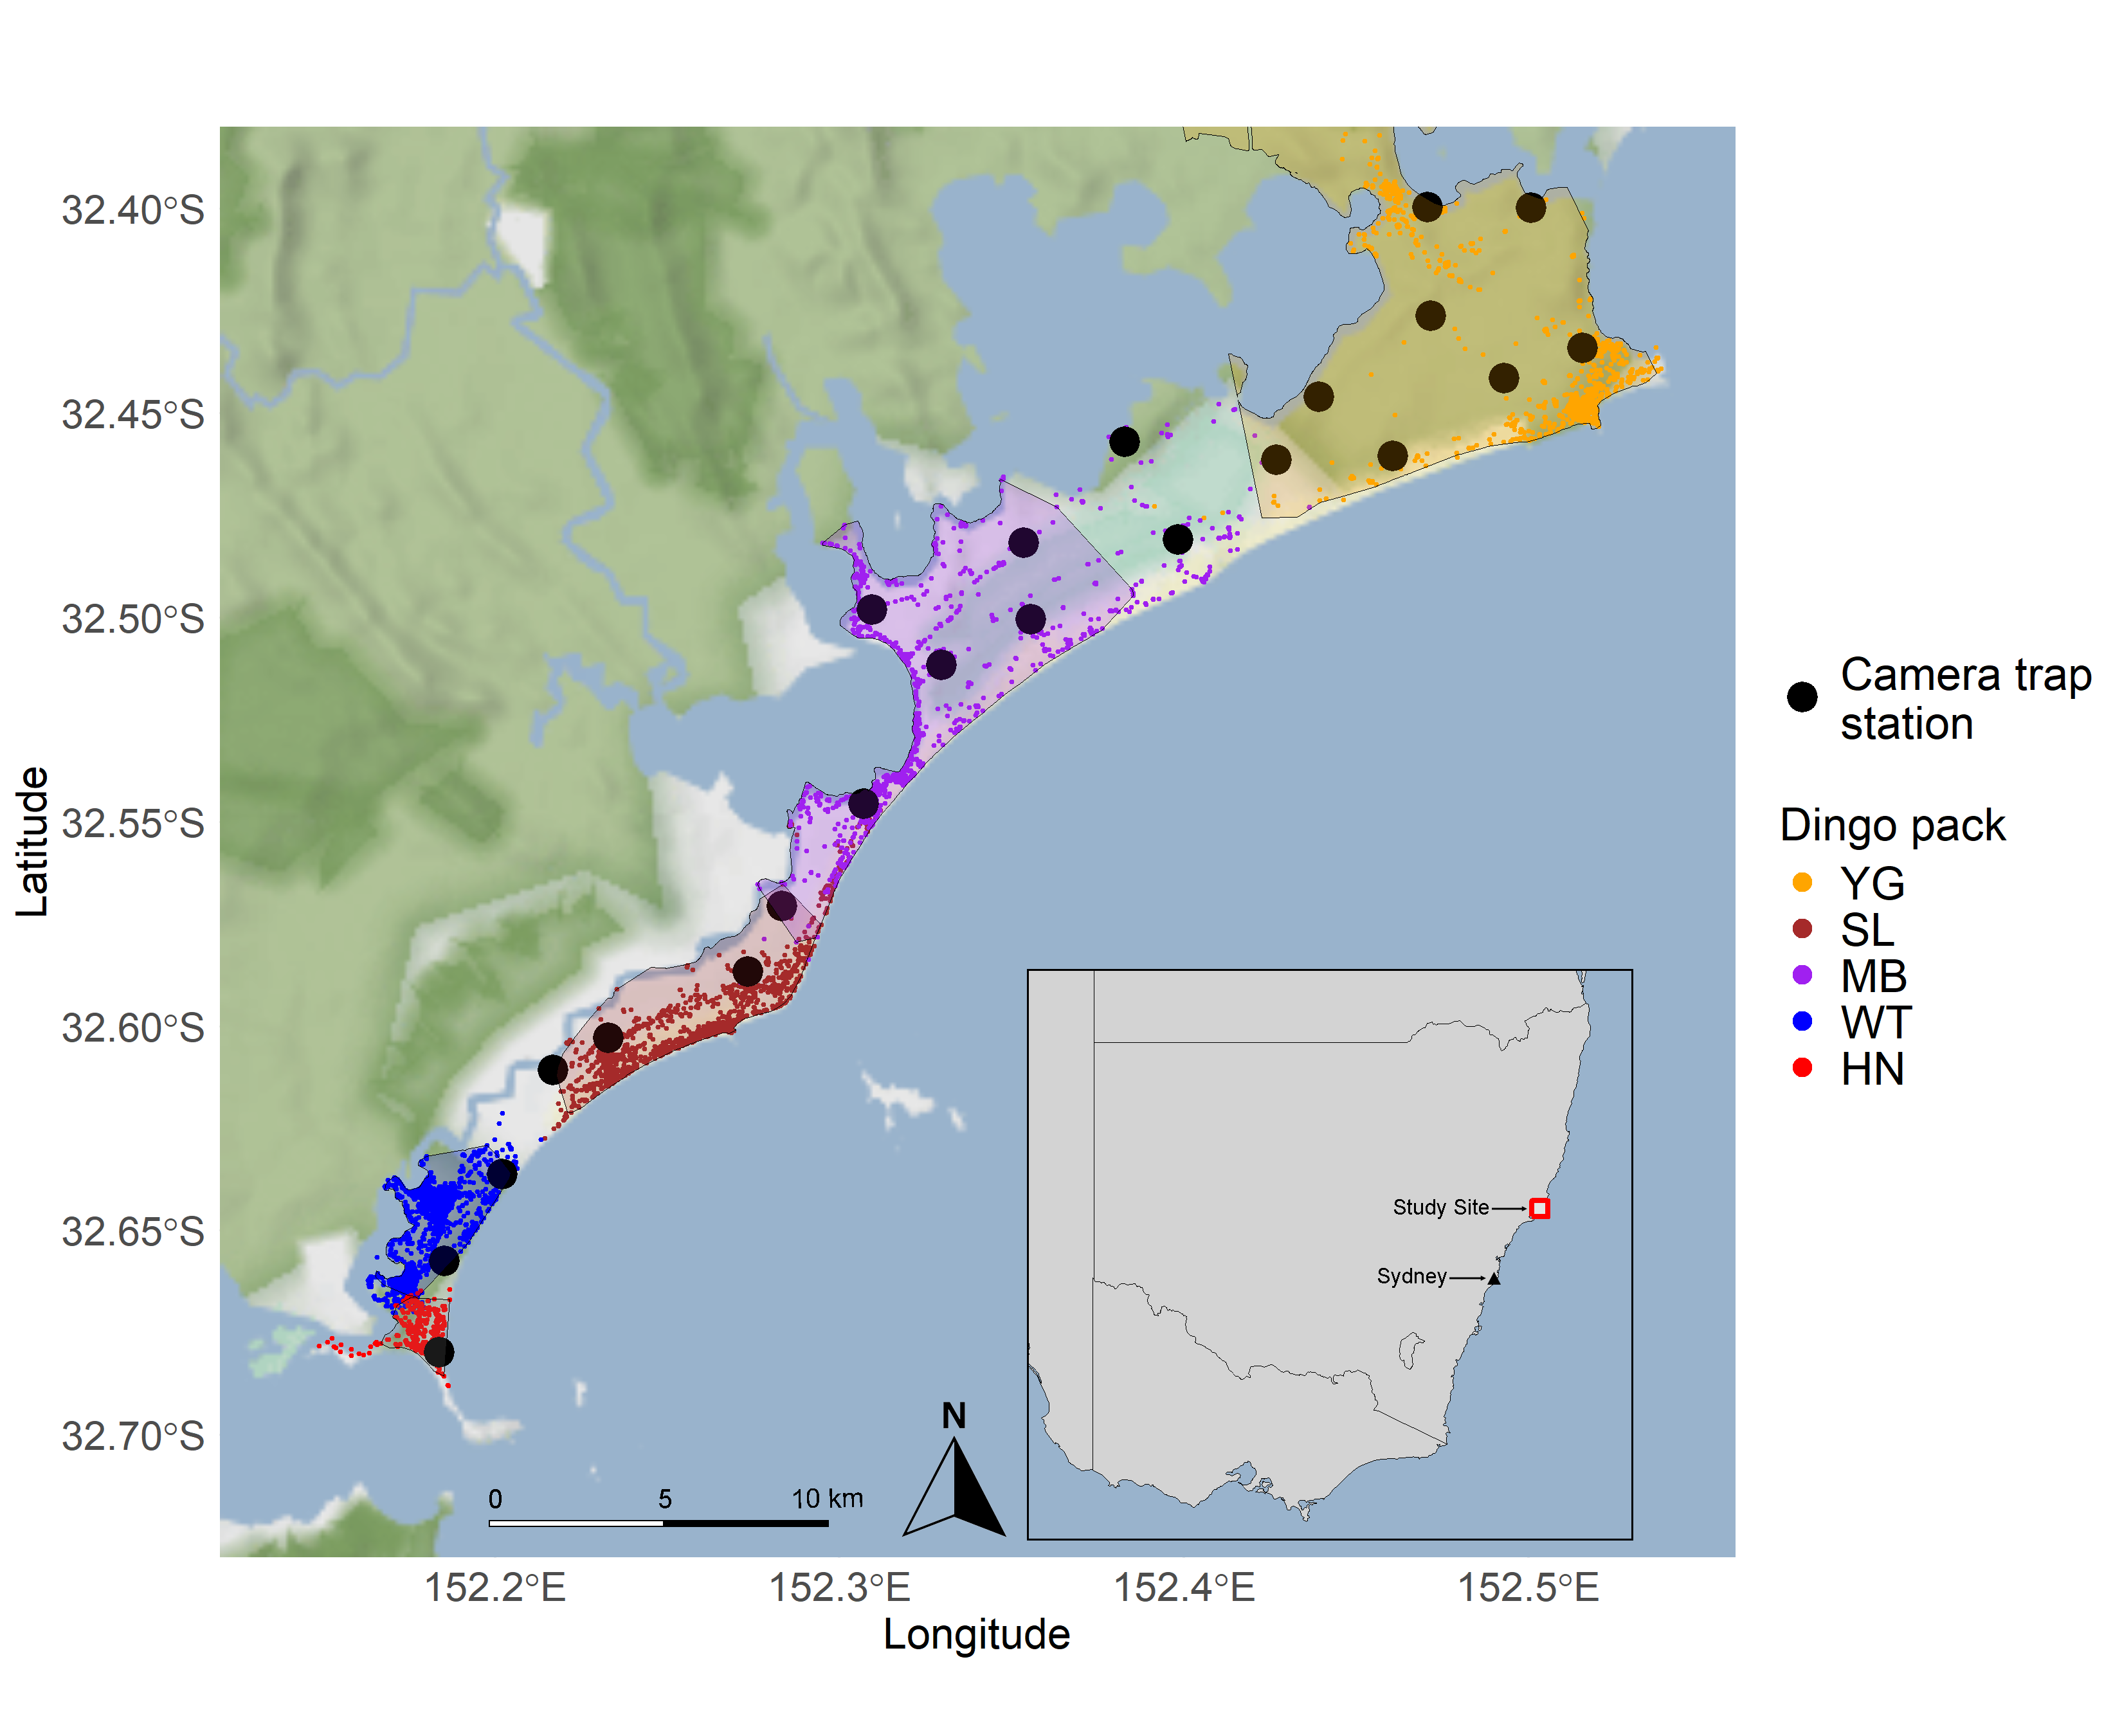 32.40°S
32.45°S
32.50°S
32.55°S
32.60°S
32.65°S
32.70°S
Latitude
152.2°E
152.3°E
152.4°E
152.5°E
Longitude
0 5 10 km
N
Study Site
Sydney
Camera trap
station
Dingo pack
YG
SL
MB
WT
HN